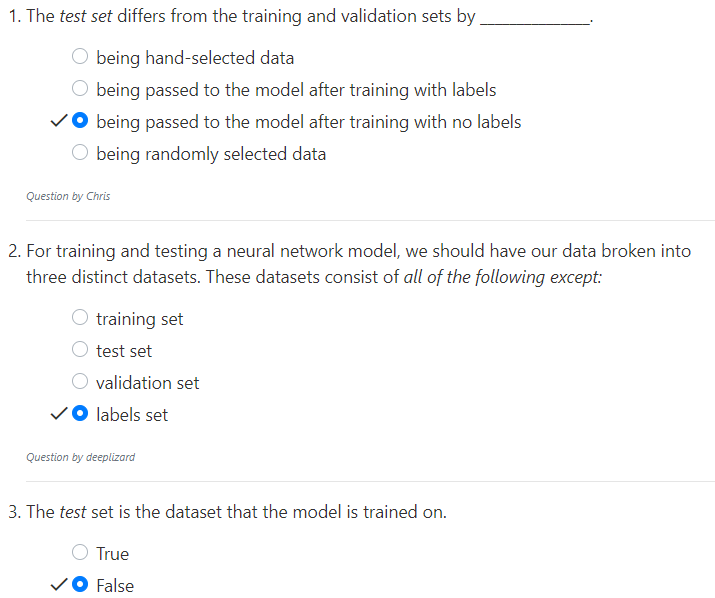 1. The test set differs from the training and validation sets by _______________.
being hand-selected data
being passed to the model after training with labels
being passed to the model after training with no labels
being randomly selected data
Question by Chris
2. For training and testing a neural network model, we should have our data broken into
three distinct datasets. These datasets consist of all of the following except:
training set
test set
validation set
labels set
Question by deeplizard
3. The test set is the dataset that the model is trained on.
True
False